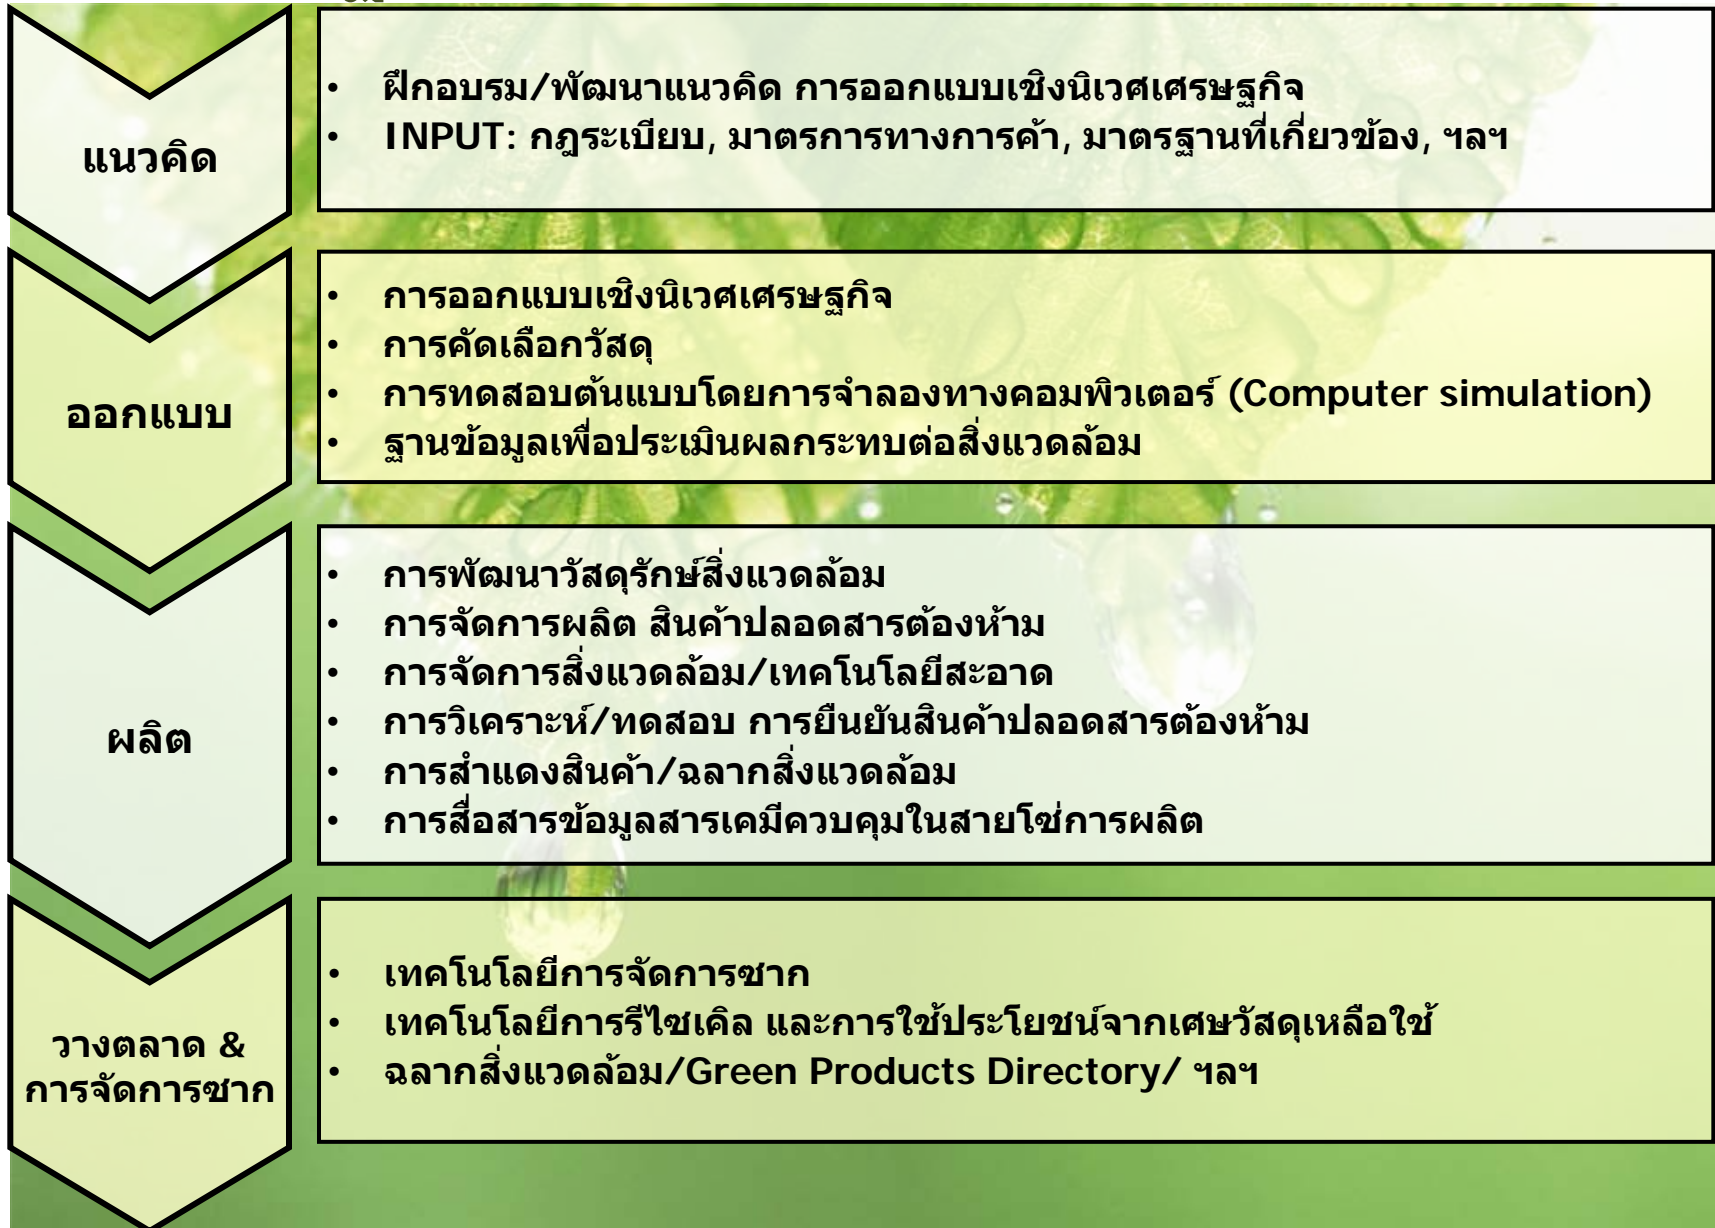 แนวคิด
• ฝึกอบรม/พัฒนาแนวคิด การออกแบบเชิงนิเวศเศรษฐกิจ
• INPUT: กฎระเบียบ, มาตรการทางการค้า, มาตรฐานที่เกี่ยวข้อง, ฯลฯ
ออกแบบ
• การออกแบบเชิงนิเวศเศรษฐกิจ
• การคัดเลือกวัสดุ
• การทดสอบต้นแบบโดยการจำลองทางคอมพิวเตอร์ (Computer simulation)
• ฐานข้อมูลเพื่อประเมินผลกระทบต่อสิ่งแวดล้อม
ผลิต
• การพัฒนาวัสดุรักษ์สิ่งแวดล้อม
• การจัดการผลิต สินค้าปลอดสารต้องห้าม
• การจัดการสิ่งแวดล้อม/เทคโนโลยีสะอาด
• การวิเคราะห์/ทดสอบ การยืนยันสินค้าปลอดสารต้องห้าม
• การสำแดงสินค้า/ฉลากสิ่งแวดล้อม
• การสื่อสารข้อมูลสารเคมีควบคุมในสายโซ่การผลิต
วางตลาด &
การจัดการซาก
• เทคโนโลยีการจัดการซาก
• เทคโนโลยีการรีไซเคิล และการใช้ประโยชน์จากเศษวัสดุเหลือใช้
• ฉลากสิ่งแวดล้อม/Green Products Directory/ ฯลฯ